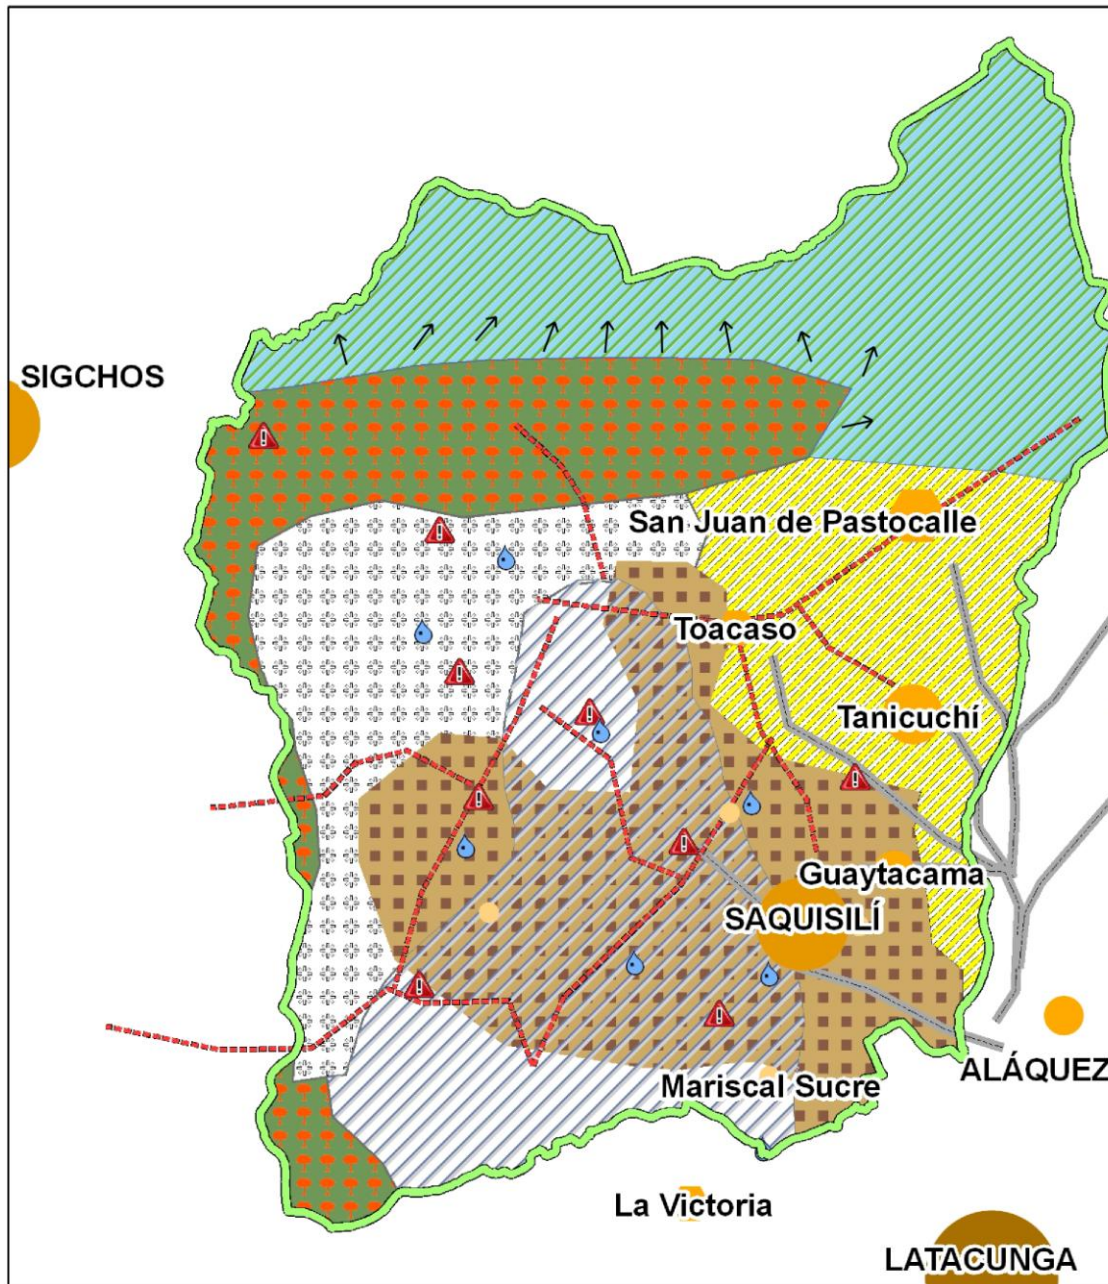 SIGCHOS
San Juan de Pastocalle
Toacaso
Tanicuchí
Guaytacama
SAQUISILÍ
ALÁQUEZ
Mariscal Sucre
La Victoria
LATACUNGA